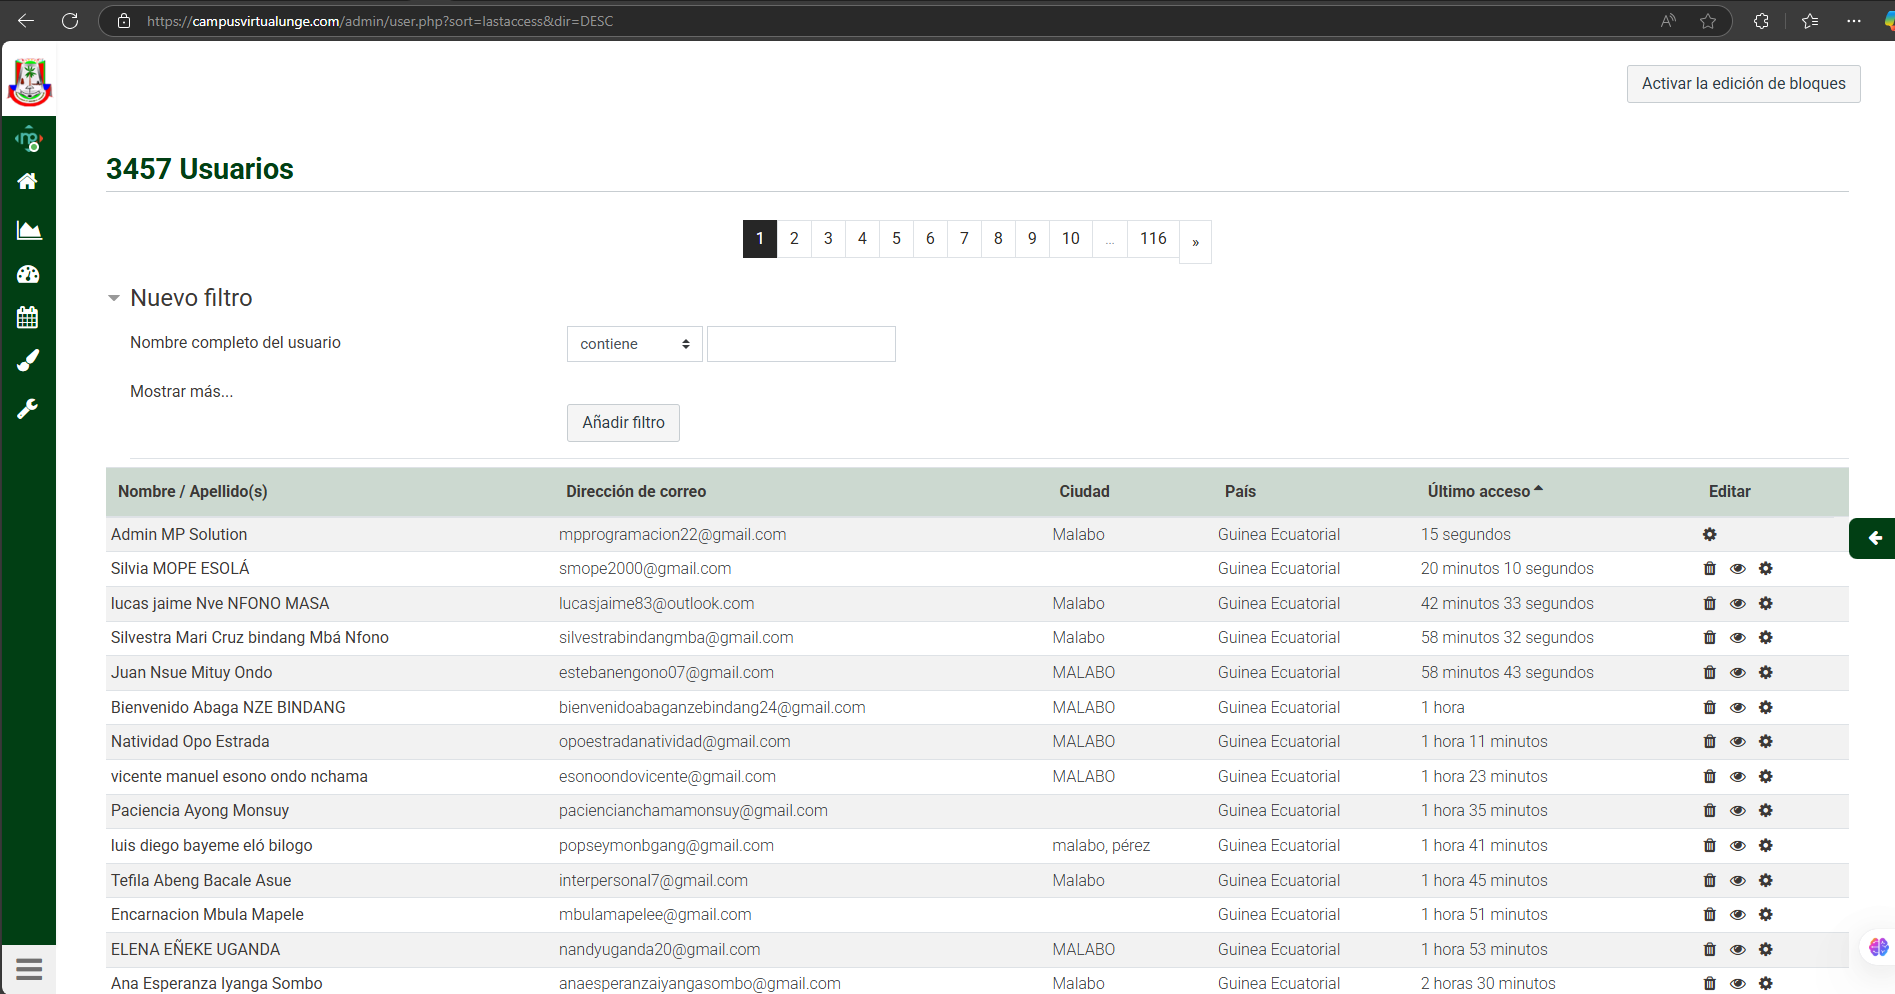 https://campusvirtualunge.com/admin/user.php?sort=lastaccess&dir=DESC
Activar la edición de bloques
3457 Usuarios
1 2 3 4 5 6 7 8 9 10 ... 116 »
Nuevo filtro
Nombre completo del usuario contiene
Mostrar más...
Añadir filtro
Nombre / Apellido(s) Dirección de correo Ciudad País Último acceso Editar
Admin MP Solution mpprogramacion22@gmail.com Malabo Guinea Ecuatorial 15 segundos
Silvia MOPE ESOLÁ smope2000@gmail.com Guinea Ecuatorial 20 minutos 10 segundos
lucas jaime Nve NFONO MASA lucasjaime83@outlook.com Malabo Guinea Ecuatorial 42 minutos 33 segundos
Silvestra Mari Cruz bindang Mbá Nfono silvestrabindangmba@gmail.com Malabo Guinea Ecuatorial 58 minutos 32 segundos
Juan Nsue Mituy Ondo estebanengono07@gmail.com MALABO Guinea Ecuatorial 58 minutos 43 segundos
Bienvenido Abaga NZE BINDANG bienvenidoabaganzebindang24@gmail.com MALABO Guinea Ecuatorial 1 hora
Natividad Opo Estrada opoestradanatividad@gmail.com MALABO Guinea Ecuatorial 1 hora 11 minutos
vicente manuel esono ondo nchama esonoondovicente@gmail.com MALABO Guinea Ecuatorial 1 hora 23 minutos
Paciencia Ayong Monsuy pacienciancha​mamonsuy@gmail.com Guinea Ecuatorial 1 hora 35 minutos
luis diego bayeme eló bilogo popseymonbgang@gmail.com malabo, pérez Guinea Ecuatorial 1 hora 41 minutos
Tefila Abeng Bacale Asue interpersonal7@gmail.com Malabo Guinea Ecuatorial 1 hora 45 minutos
Encarnacion Mbula Mapele mbulamapelee@gmail.com Guinea Ecuatorial 1 hora 51 minutos
ELENA EÑEKE UGANDA nandyuganda20@gmail.com MALABO Guinea Ecuatorial 1 hora 53 minutos
Ana Esperanza Iyanga Sombo anaesperanzaiyangasombo@gmail.com Malabo Guinea Ecuatorial 2 horas 30 minutos